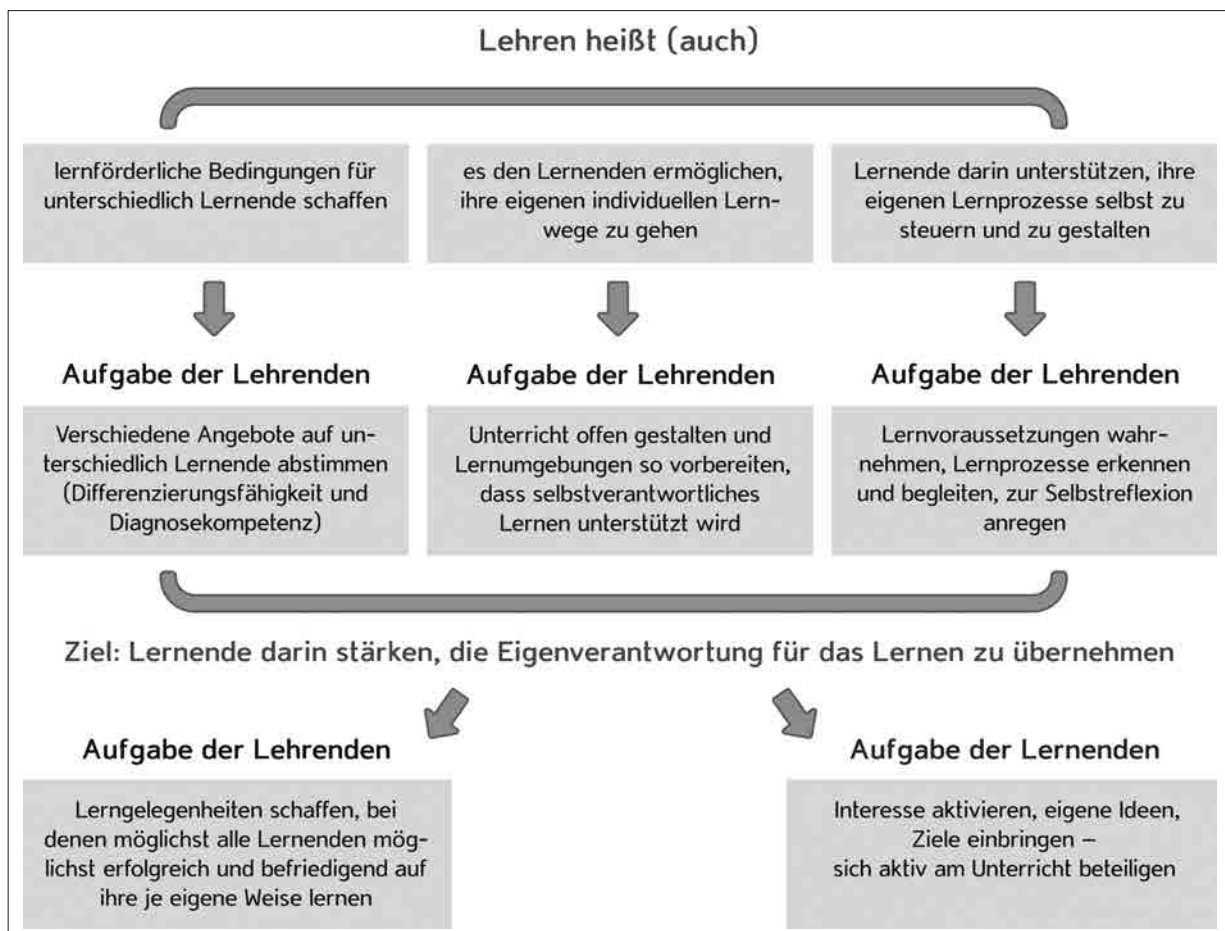 Lehren heißt (auch)
lernförderliche Bedingungen für
unterschiedlich Lernende schaffen
es den Lernenden ermöglichen,
ihre eigenen individuellen Lern-
wege zu gehen
Lernende darin unterstützen, ihre
eigenen Lernprozesse selbst zu
steuern und zu gestalten
Aufgabe der Lehrenden
Verschiedene Angebote auf un-
terschiedlich Lernende abstimmen
(Differenzierungsfähigkeit und
Diagnosekompetenz)
Aufgabe der Lehrenden
Unterricht offen gestalten und
Lernumgebungen so vorbereiten,
dass selbstverantwortliches
Lernen unterstützt wird
Aufgabe der Lehrenden
Lernvoraussetzungen wahr-
nehmen, Lernprozesse erkennen
und begleiten, zur Selbstreflexion
anregen
Ziel: Lernende darin stärken, die Eigenverantwortung für das Lernen zu übernehmen
Aufgabe der Lehrenden
Lerngelegenheiten schaffen, bei
denen möglichst alle Lernenden mög-
lichst erfolgreich und befriedigend auf
ihre je eigene Weise lernen
Aufgabe der Lernenden
Interesse aktivieren, eigene Ideen,
Ziele einbringen –
sich aktiv am Unterricht beteiligen